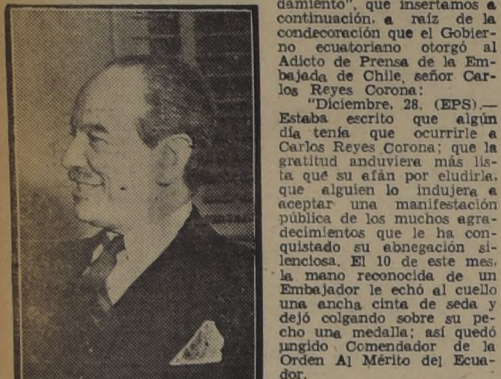 damiento", que insertamos a
continuación, a raíz de la
condecoración que el Gobier-
no ecuatoriano otorgó al
Adicto de Prensa de la Em-
bajada de Chile, señor Car-
los Reyes Corona:
"Diciembre, 28. (EPS).—
Estaba escrito que algún
día tenía que ocurrirle a
Carlos Reyes Corona; que la
gratitud anduviera más lis-
ta que su afán por eludirla,
que alguien lo indujera a
aceptar una manifestación
pública de los muchos agra-
decimientos que le ha con-
quistado su abnegación si-
lenciosa. El 10 de este mes,
la mano reconocida de un
Embajador le echó al cuello
una ancha cinta de seda y
dejó colgando sobre su pe-
cho una medalla; así quedó
ungido Comendador de la
Orden Al Mérito del Ecua-
dor.